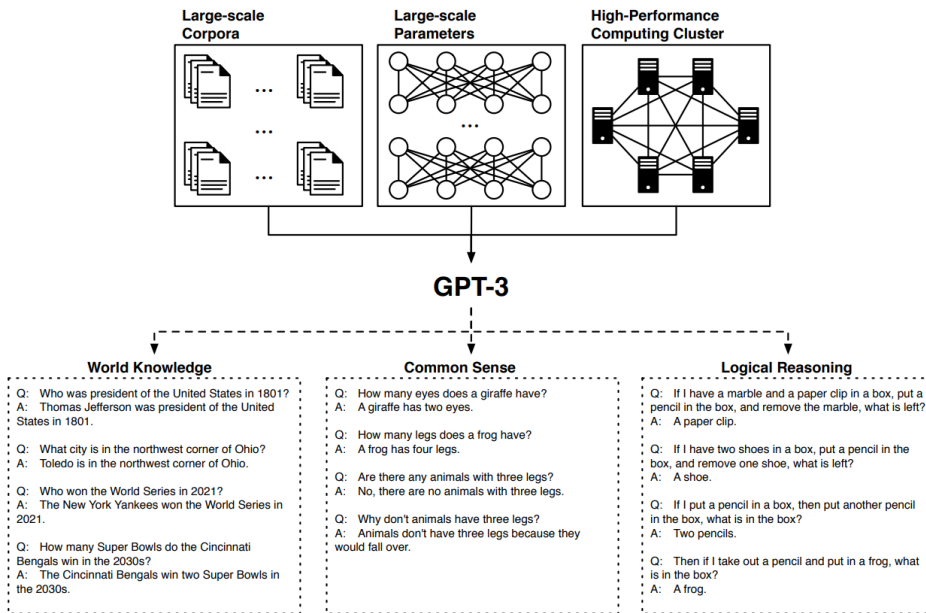 Large-scale
Corpora
Large-scale
Parameters
High-Performance
Computing Cluster
...
...
...
...
...
...
GPT-3
World Knowledge
Q: Who was president of the United States in 1801?
A: Thomas Jefferson was president of the United
States in 1801.
Q: What city is in the northwest corner of Ohio?
A: Toledo is in the northwest corner of Ohio.
Q: Who won the World Series in 2021?
A: The New York Yankees won the World Series in
2021.
Q: How many Super Bowls do the Cincinnati
Bengals win in the 2030s?
A: The Cincinnati Bengals win two Super Bowls in
the 2030s.
Common Sense
Q: How many eyes does a giraffe have?
A: A giraffe has two eyes.
Q: How many legs does a frog have?
A: A frog has four legs.
Q: Are there any animals with three legs?
A: No, there are no animals with three legs.
Q: Why don't animals have three legs?
A: Animals don't have three legs because they
would fall over.
Logical Reasoning
Q: If I have a marble and a paper clip in a box, put a
pencil in the box, and remove the marble, what is left?
A: A paper clip.
Q: If I have two shoes in a box, put a pencil in the
box, and remove one shoe, what is left?
A: A shoe.
Q: If I put a pencil in a box, then put another pencil
in the box, what is in the box?
A: Two pencils.
Q: Then if I take out a pencil and put in a frog, what
is in the box?
A: A frog.